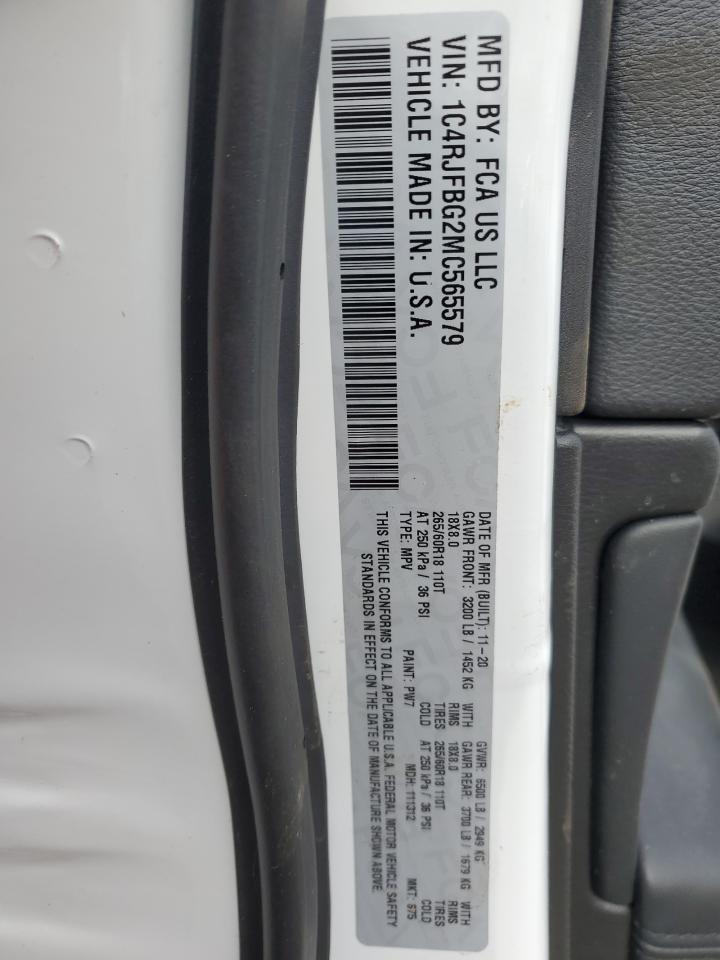 MFD BY: FCA US LLC
VIN: 1C4RJFBG2MC565579
VEHICLE MADE IN: U.S.A.
DATE OF MFR (BUILT): 11-20 GVWR: 6500 LB / 2949 KG
GAWR FRONT: 3200 LB / 1452 KG WITH GAWR REAR: 3700 LB / 1679 KG WITH
18X8.0 RIMS 18X8.0 RIMS
265/60R18 110T TIRES 265/60R18 110T TIRES
AT 250 kPa / 36 PSI COLD AT 250 kPa / 36 PSI COLD
TYPE: MPV PAINT: PW7 MDH: 111312 MKT: 675
THIS VEHICLE CONFORMS TO ALL APPLICABLE U.S.A. FEDERAL MOTOR VEHICLE SAFETY
STANDARDS IN EFFECT ON THE DATE OF MANUFACTURE SHOWN ABOVE.